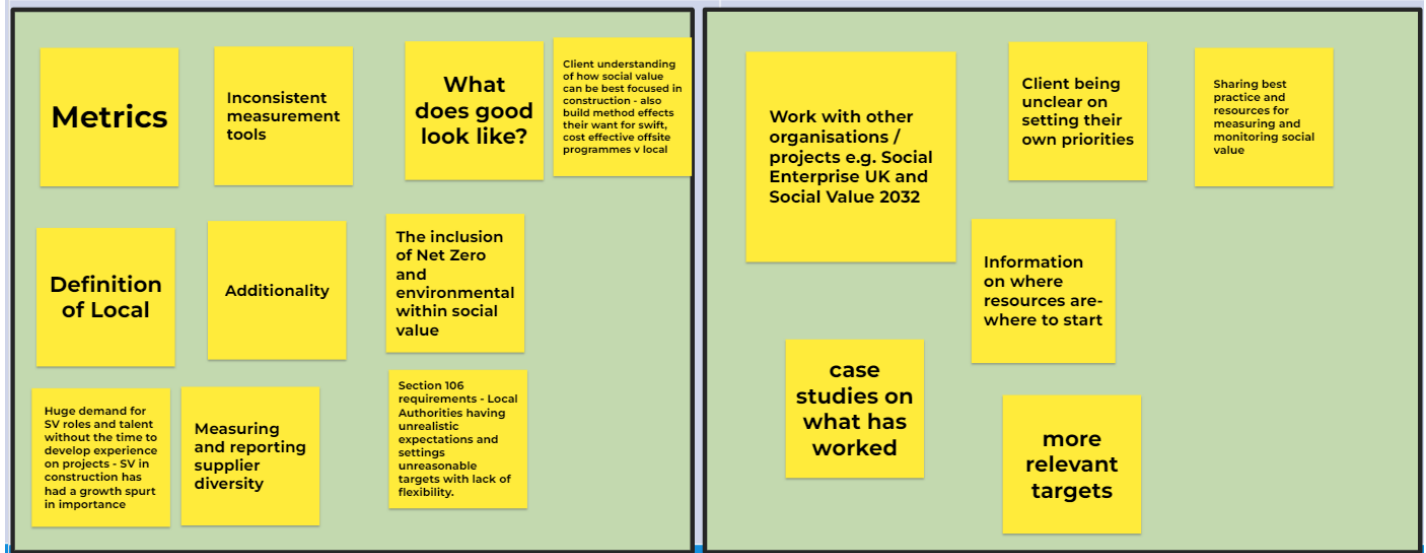 Metrics
Inconsistent
measurement
tools
What
does good
look like?
Client understanding
of how social value
can be best focused in
construction - also
build method effects
their want for swift,
cost effective offsite
programmes v local
Definition
of Local
Additionality
The inclusion
of Net Zero
and
environmental
within social
value
Huge demand for
SV roles and talent
without the time to
develop experience
on projects - SV in
construction has
had a growth spurt
in importance
Measuring
and reporting
supplier
diversity
Section 106
requirements - Local
Authorities having
unrealistic
expectations and
settings
unreasonable
targets with lack of
flexibility.
Work with other
organisations /
projects e.g. Social
Enterprise UK and
Social Value 2032
Client being
unclear on
setting their
own priorities
Sharing best
practice and
resources for
measuring and
monitoring social
value
Information
on where
resources are-
where to start
case
studies on
what has
worked
more
relevant
targets